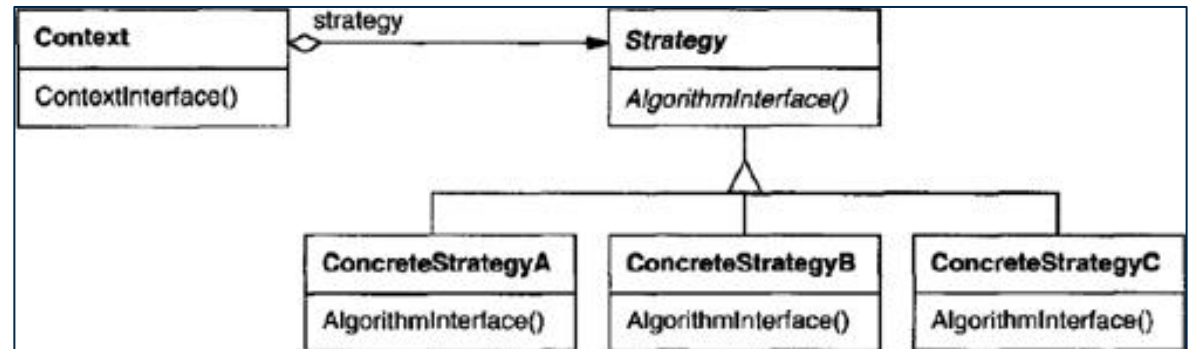 strategy
Context
Strategy
ContextInterface()
AlgorithmInterface()
ConcreteStrategyA
ConcreteStrategyB
ConcreteStrategyC
AlgorithmInterface()
AlgorithmInterface()
AlgorithmInterface()